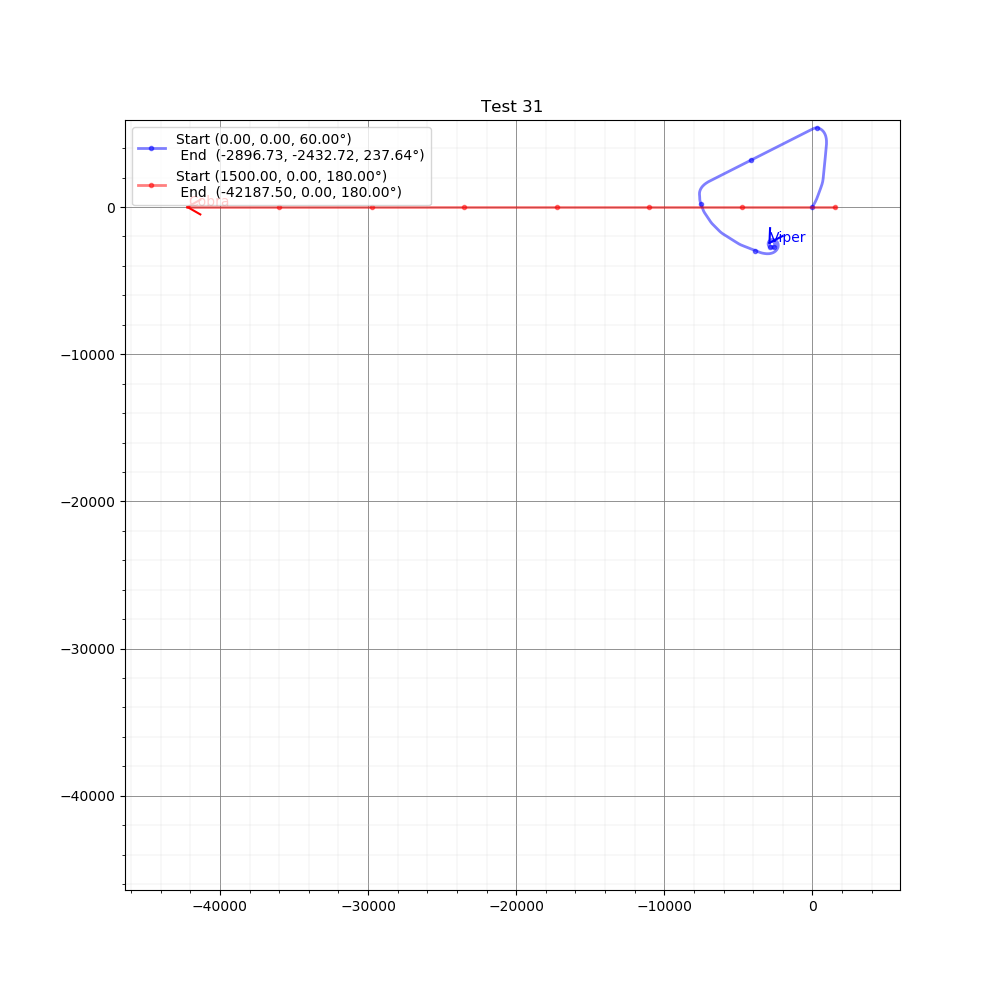 Test 31
Start (0.00, 0.00, 60.00°)
End (-2896.73, -2432.72, 237.64°)
Start (1500.00, 0.00, 180.00°)
End (-42187.50, 0.00, 180.00°)
Cobra
Viper
0
−10000
−20000
−30000
−40000
−40000 −30000 −20000 −10000 0